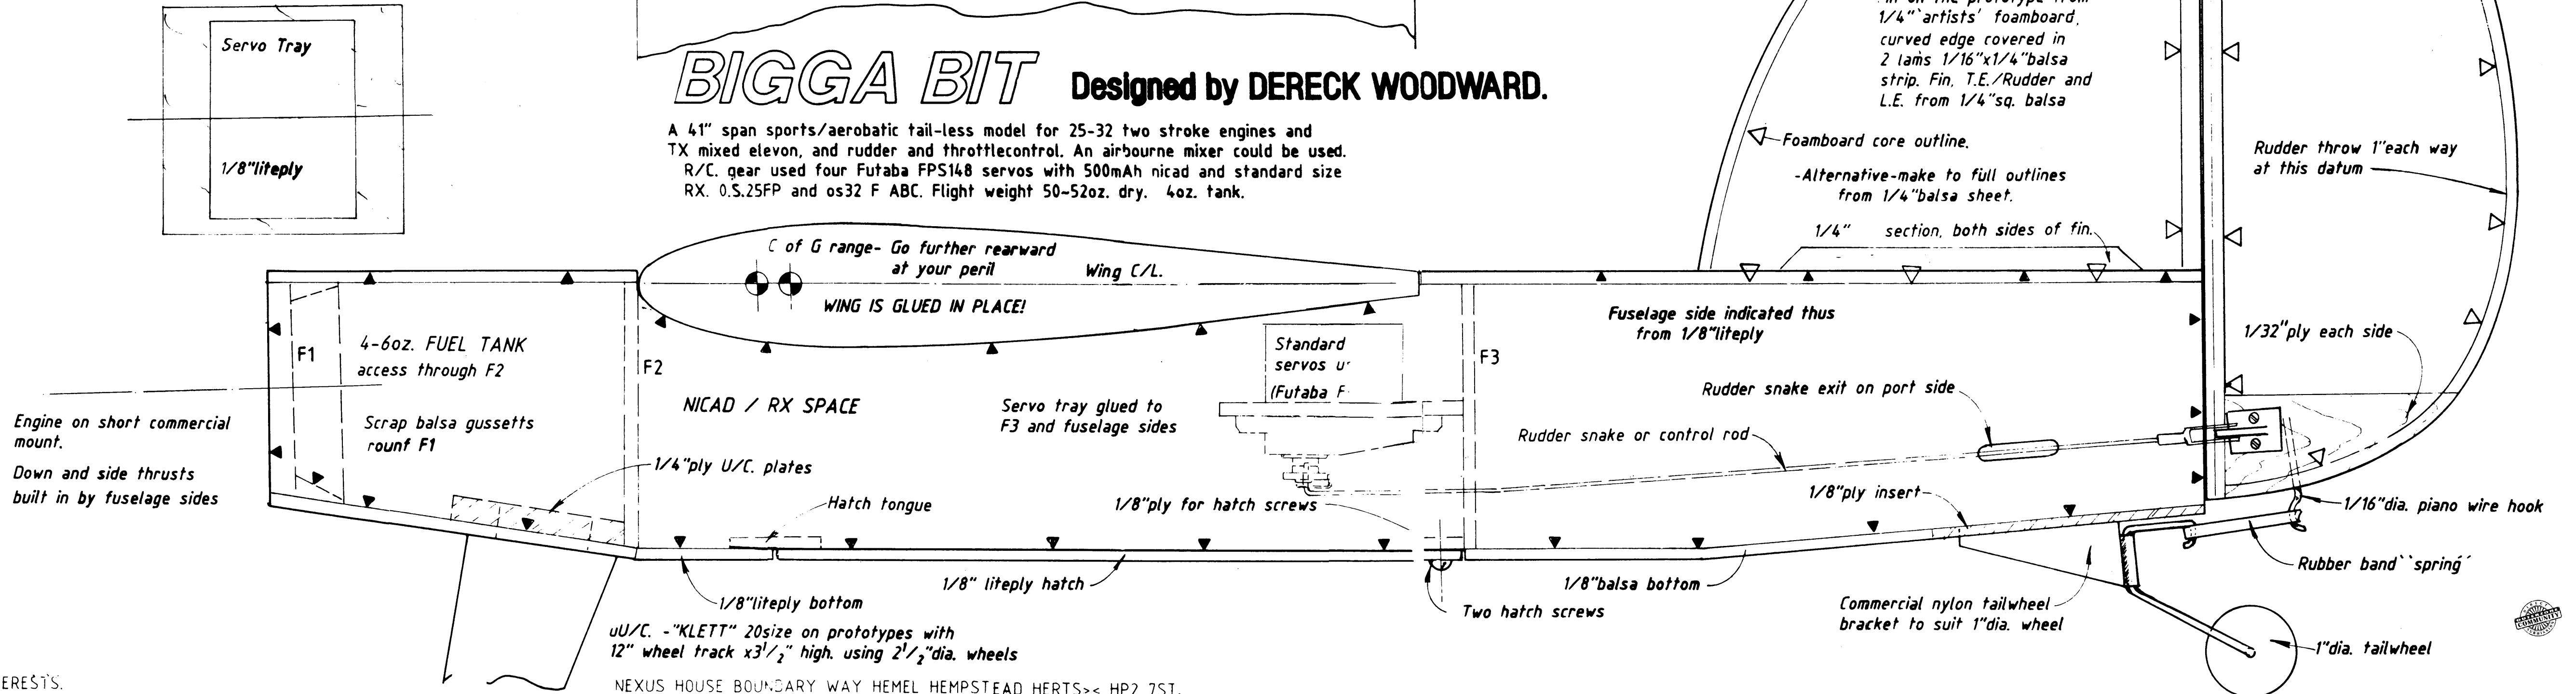 Servo Tray
1/8"liteply
BIGGA BIT
Designed by DERECK WOODWARD.
A 41" span sports/aerobatic tail-less model for 25-32 two stroke engines and
TX mixed elevon, and rudder and throttlecontrol. An airbourne mixer could be used.
R/C. gear used four Futaba FPS148 servos with 500mAh nicad and standard size
RX. O.S.25FP and os32 F ABC. Flight weight 50~52oz. dry. 4oz. tank.
1/4"`artists' foamboard,
curved edge covered in
2 lams 1/16"x1/4"balsa
strip. Fin, T.E./Rudder and
L.E. from 1/4"sq. balsa
Foamboard core outline.
-Alternative-make to full outlines
from 1/4"balsa sheet.
1/4" section, both sides of fin.
Rudder throw 1"each way
at this datum
C of G range- Go further rearward
at your peril
Wing C/L.
WING IS GLUED IN PLACE!
F1
4-6oz. FUEL TANK
access through F2
F2
Scrap balsa gussetts
rounf F1
Engine on short commercial
mount.
Down and side thrusts
built in by fuselage sides
NICAD / RX SPACE
1/4"ply U/C. plates
Hatch tongue
Servo tray glued to
F3 and fuselage sides
Standard
servos u
(Futaba F
F3
1/8"ply for hatch screws
Fuselage side indicated thus
from 1/8"liteply
Rudder snake exit on port side
Rudder snake or control rod
1/8"ply insert
1/32"ply each side
1/16"dia. piano wire hook
Rubber band``spring´
1/8" liteply hatch
1/8"liteply bottom
1/8"balsa bottom
Two hatch screws
Commercial nylon tailwheel
bracket to suit 1"dia. wheel
1"dia. tailwheel
uU/C. -"KLETT" 20size on prototypes with
12" wheel track x3 1/2" high. using 2 1/2"dia. wheels
ERESTS.
NEXUS HOUSE BOUNDARY WAY HEMEL HEMPSTEAD HERTS>< HP2 7ST.
COMMUNITY